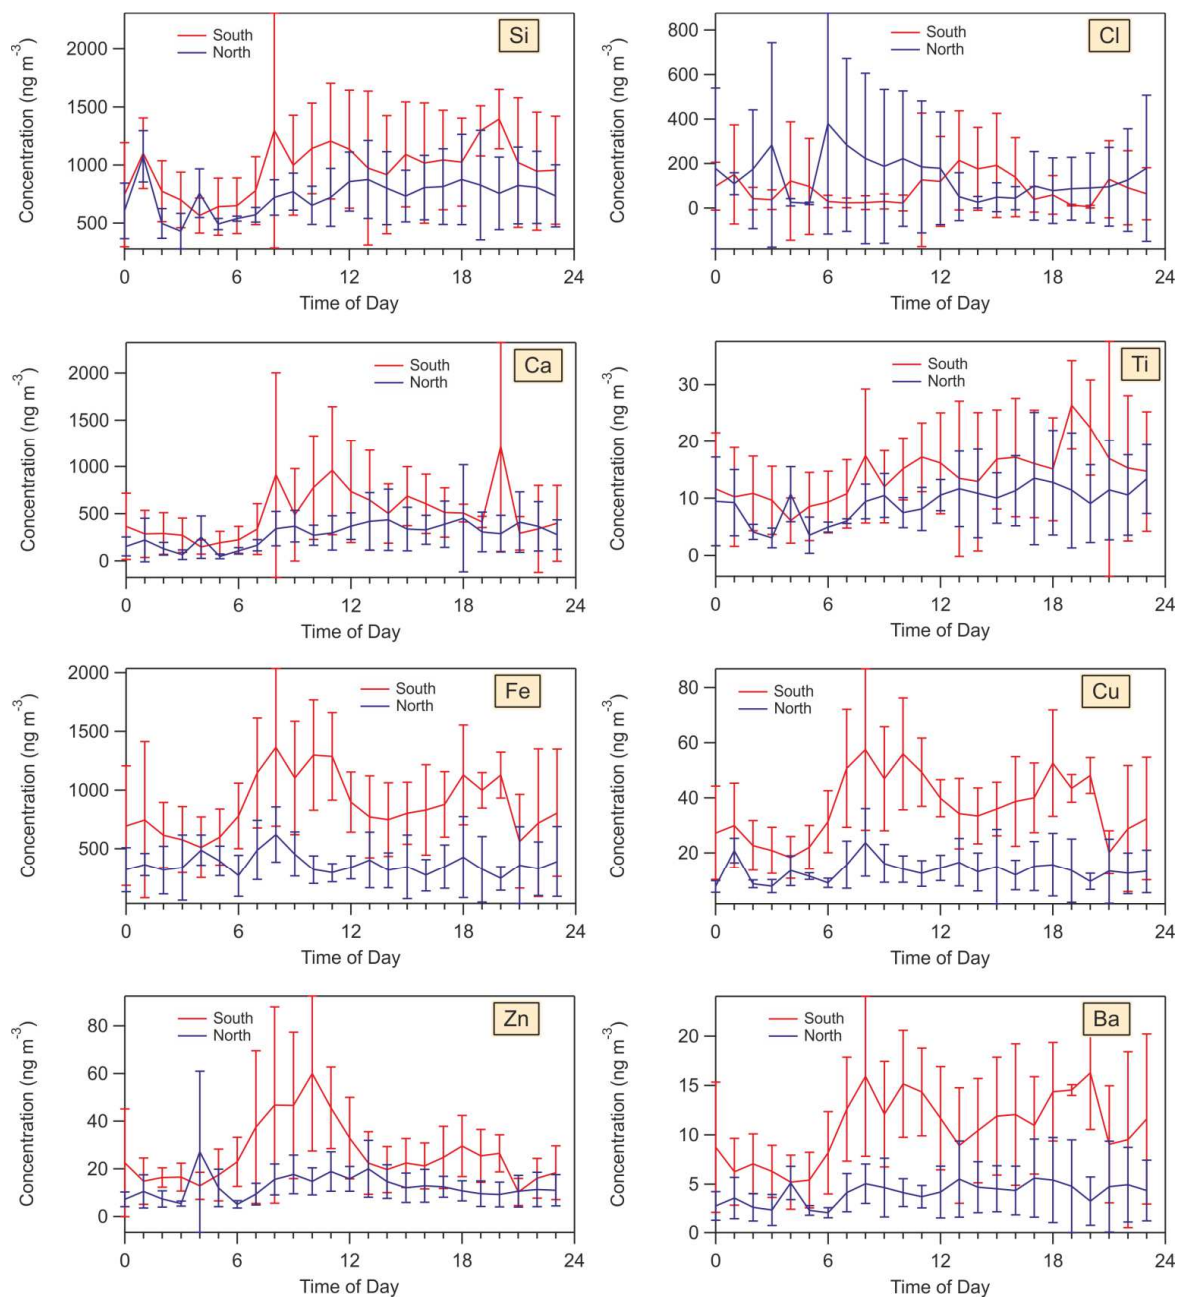 Concentration (ng m⁻³)
2000
1500
1000
500
South
North
Si
0 6 12 18 24
Time of Day
Concentration (ng m⁻³)
800
600
400
200
0
South
North
Cl
0 6 12 18 24
Time of Day
Concentration (ng m⁻³)
2000
1500
1000
500
0
South
North
Ca
0 6 12 18 24
Time of Day
Concentration (ng m⁻³)
30
20
10
0
South
North
Ti
0 6 12 18 24
Time of Day
Concentration (ng m⁻³)
2000
1500
1000
500
South
North
Fe
0 6 12 18 24
Time of Day
Concentration (ng m⁻³)
80
60
40
20
South
North
Cu
0 6 12 18 24
Time of Day
Concentration (ng m⁻³)
80
60
40
20
0
South
North
Zn
0 6 12 18 24
Time of Day
Concentration (ng m⁻³)
20
15
10
5
0
South
North
Ba
0 6 12 18 24
Time of Day